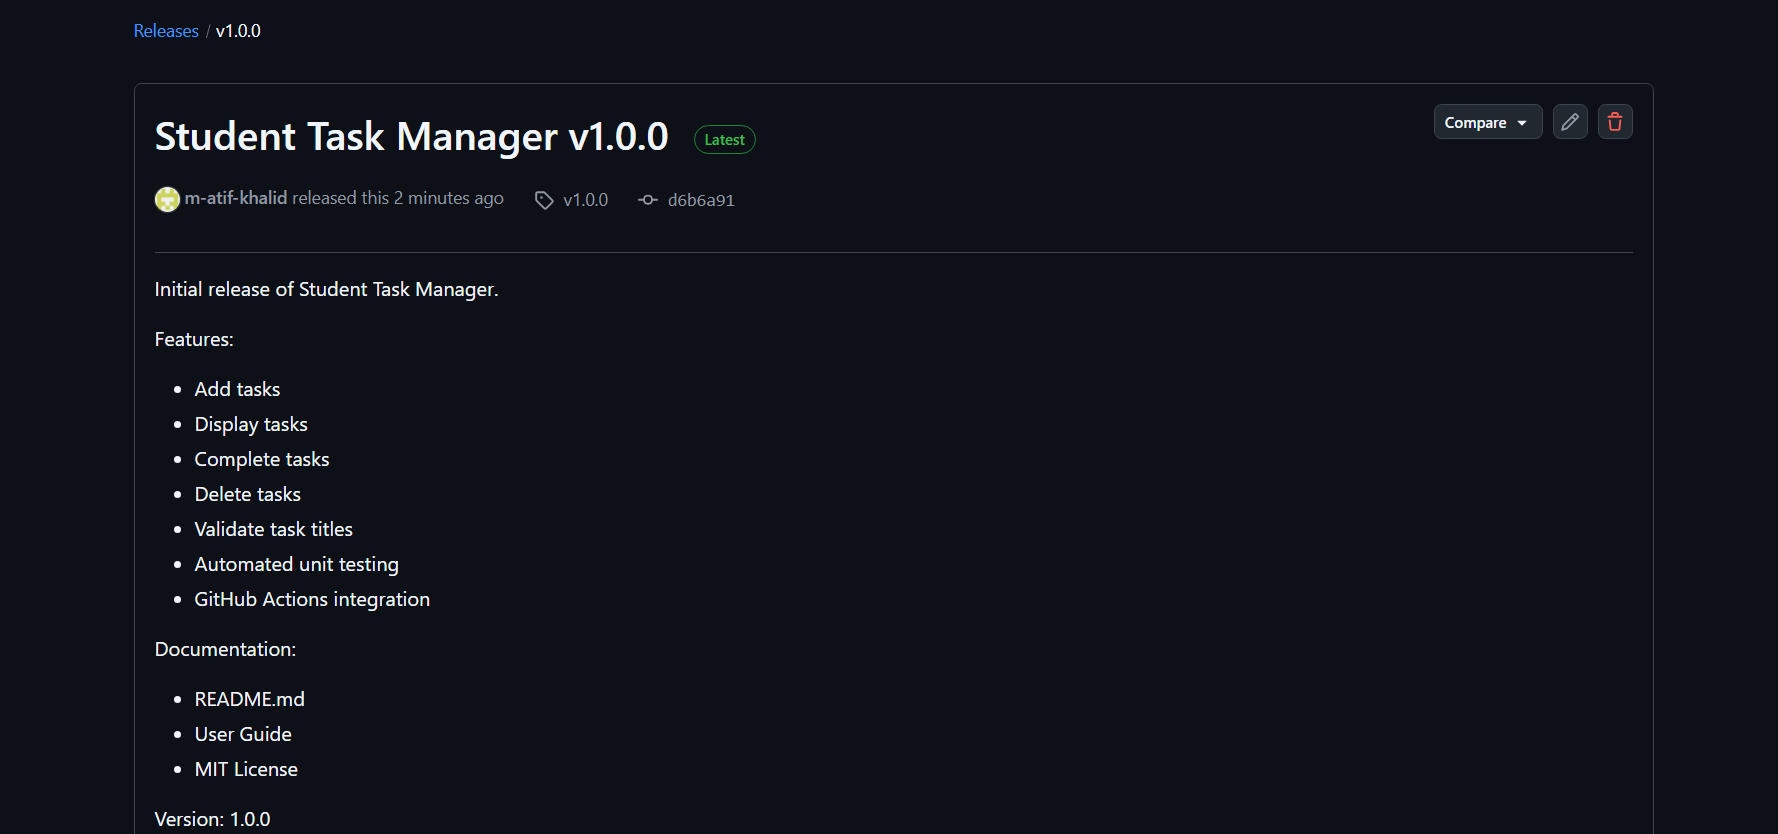 Releases / v1.0.0
Student Task Manager v1.0.0 Latest
Compare
m-atif-khalid released this 2 minutes ago v1.0.0 d6b6a91
Initial release of Student Task Manager.
Features:
Add tasks
Display tasks
Complete tasks
Delete tasks
Validate task titles
Automated unit testing
GitHub Actions integration
Documentation:
README.md
User Guide
MIT License
Version: 1.0.0